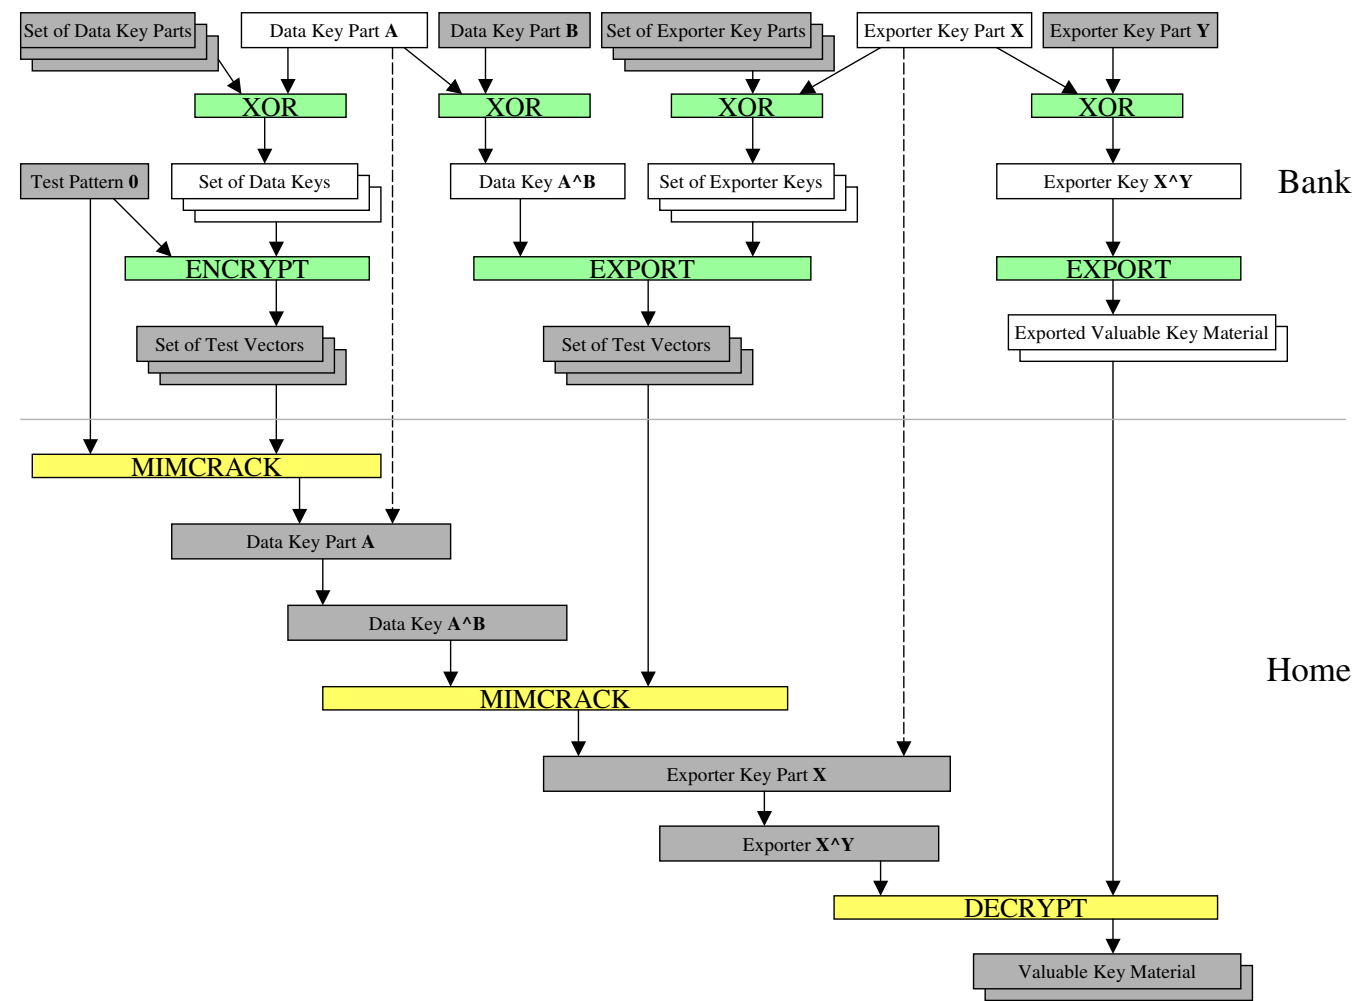 Set of Data Key Parts
Data Key Part A
Data Key Part B
Set of Exporter Key Parts
Exporter Key Part X
Exporter Key Part Y
XOR
XOR
XOR
XOR
Test Pattern 0
Set of Data Keys
Data Key A^B
Set of Exporter Keys
Exporter Key X^Y
Bank
ENCRYPT
EXPORT
EXPORT
Set of Test Vectors
Set of Test Vectors
Exported Valuable Key Material
MIMCRACK
Data Key Part A
Data Key A^B
Home
MIMCRACK
Exporter Key Part X
Exporter X^Y
DECRYPT
Valuable Key Material